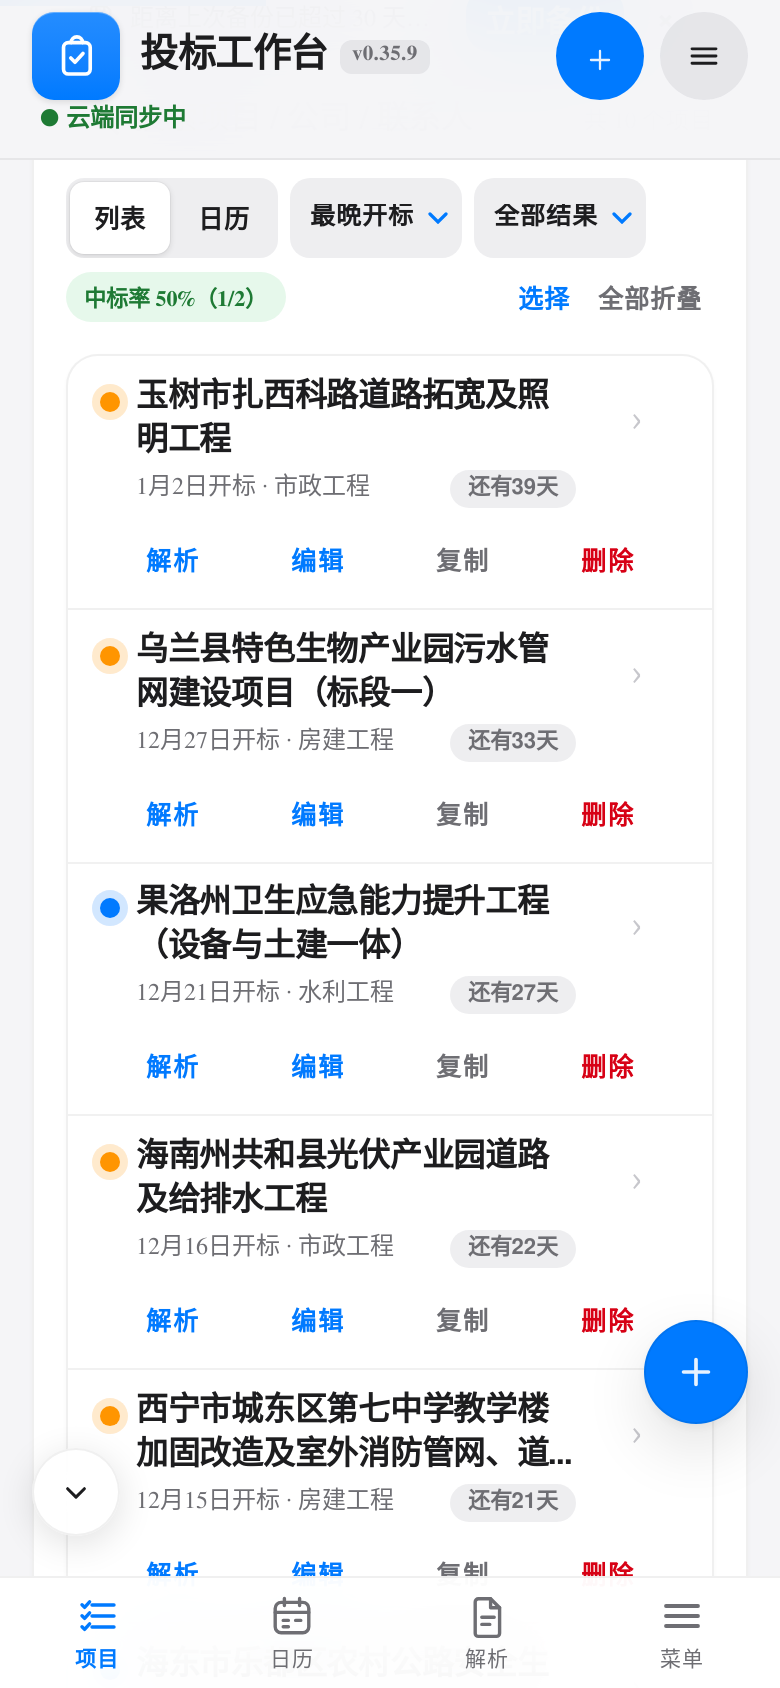 投标工作台 v0.35.9
云端同步中
列表 日历 最晚开标 全部结果
中标率 50%（1/2） 选择 全部折叠
玉树市扎西科路道路拓宽及照
明工程
1月2日开标 · 市政工程 还有39天
解析 编辑 复制 删除
乌兰县特色生物产业园污水管
网建设项目（标段一）
12月27日开标 · 房建工程 还有33天
解析 编辑 复制 删除
果洛州卫生应急能力提升工程
（设备与土建一体）
12月21日开标 · 水利工程 还有27天
解析 编辑 复制 删除
海南州共和县光伏产业园道路
及给排水工程
12月16日开标 · 市政工程 还有22天
解析 编辑 复制 删除
西宁市城东区第七中学教学楼
加固改造及室外消防管网、道...
12月15日开标 · 房建工程 还有21天
解析 编辑 复制 删除
项目 日历 解析 菜单